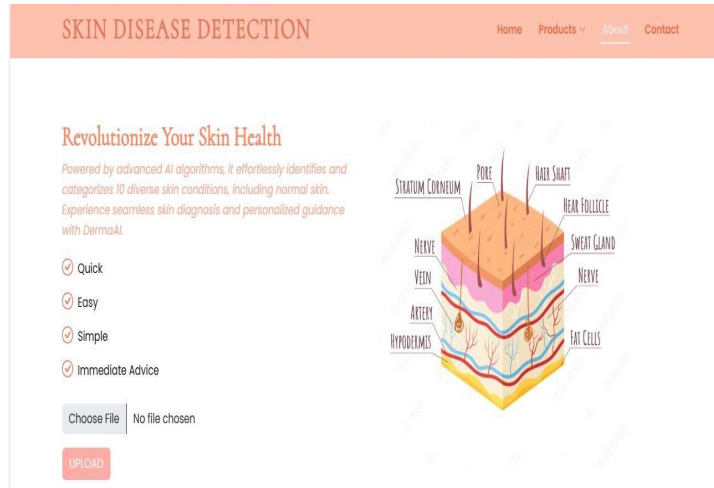 SKIN DISEASE DETECTION
Home Products About Contact
Revolutionize Your Skin Health
Powered by advanced AI algorithms, it effortlessly identifies and
categorizes 10 diverse skin conditions, including normal skin.
Experience seamless skin diagnosis and personalized guidance
with DermaAI.
Quick
Easy
Simple
Immediate Advice
Choose File No file chosen
UPLOAD
STRATUM CORNEUM
PORE
HAIR SHAFT
HEAR FOLLICLE
NERVE
SWEAT GLAND
VEIN
NERVE
ARTERY
HYPODERMIS
FAT CELLS